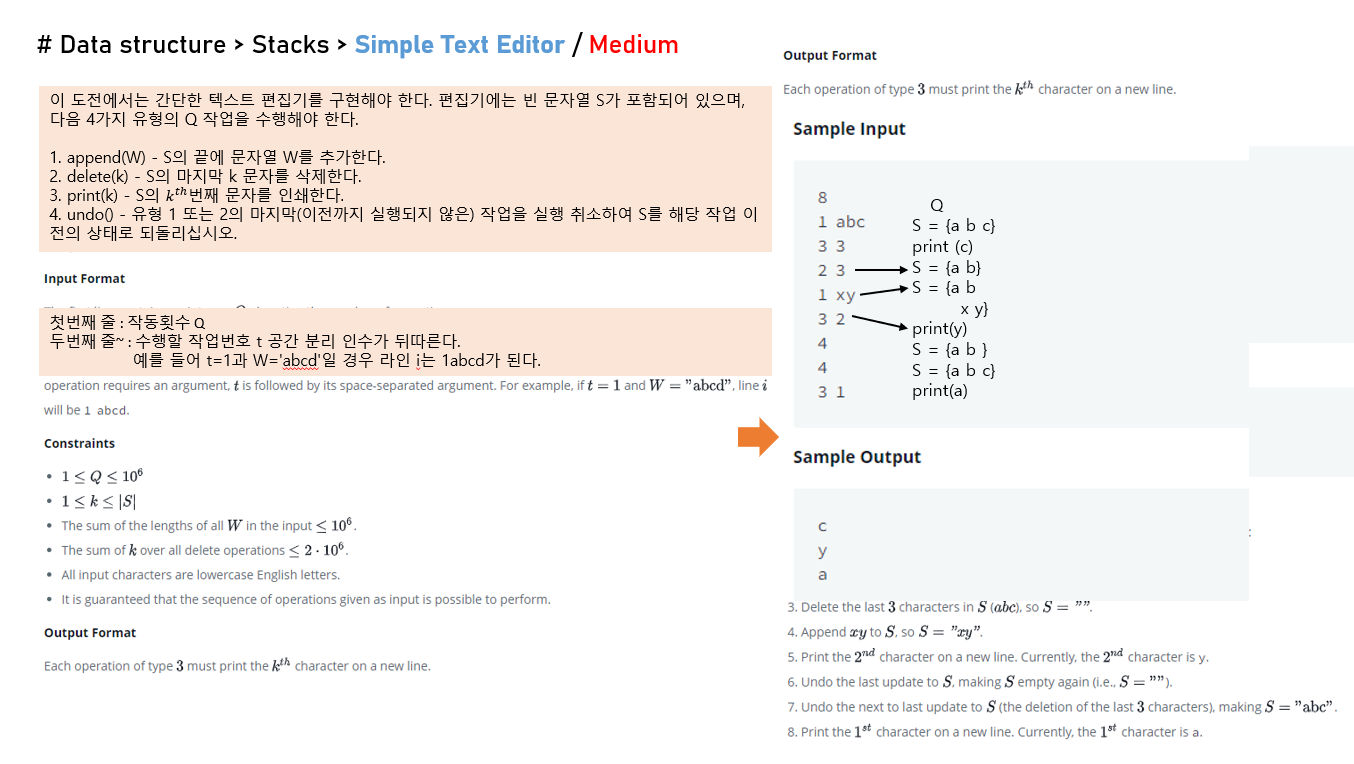 # Data structure > Stacks > Simple Text Editor / Medium
이 도전에서는 간단한 텍스트 편집기를 구현해야 한다. 편집기에는 빈 문자열 S가 포함되어 있으며,
다음 4가지 유형의 Q 작업을 수행해야 한다.
1. append(W) - S의 끝에 문자열 W를 추가한다.
2. delete(k) - S의 마지막 k 문자를 삭제한다.
3. print(k) - S의 k^th번째 문자를 인쇄한다.
4. undo() - 유형 1 또는 2의 마지막(이전까지 실행되지 않은) 작업을 실행 취소하여 S를 해당 작업 이
전의 상태로 되돌리십시오.
Input Format
첫번째 줄 : 작동횟수 Q
두번째 줄~ : 수행할 작업번호 t 공간 분리 인수가 뒤따른다.
예를 들어 t=1과 W='abcd'일 경우 라인 i는 1abcd가 된다.
operation requires an argument, t is followed by its space-separated argument. For example, if t = 1 and W = ”abcd”, line i
will be 1 abcd.
Constraints
• 1 ≤ Q ≤ 10^6
• 1 ≤ k ≤ |S|
• The sum of the lengths of all W in the input ≤ 10^6.
• The sum of k over all delete operations ≤ 2 · 10^6.
• All input characters are lowercase English letters.
• It is guaranteed that the sequence of operations given as input is possible to perform.
Output Format
Each operation of type 3 must print the k^th character on a new line.
Output Format
Each operation of type 3 must print the k^th character on a new line.
Sample Input
8
1 abc
3 3
2 3
1 xy
3 2
4
4
3 1
Q
S = {a b c}
print (c)
S = {a b}
S = {a b
x y}
print(y)
S = {a b }
S = {a b c}
print(a)
Sample Output
c
y
a
3. Delete the last 3 characters in S (abc), so S = ””.
4. Append xy to S, so S = ”xy”.
5. Print the 2^nd character on a new line. Currently, the 2^nd character is y.
6. Undo the last update to S, making S empty again (i.e., S = ””).
7. Undo the next to last update to S (the deletion of the last 3 characters), making S = ”abc”.
8. Print the 1^st character on a new line. Currently, the 1^st character is a.